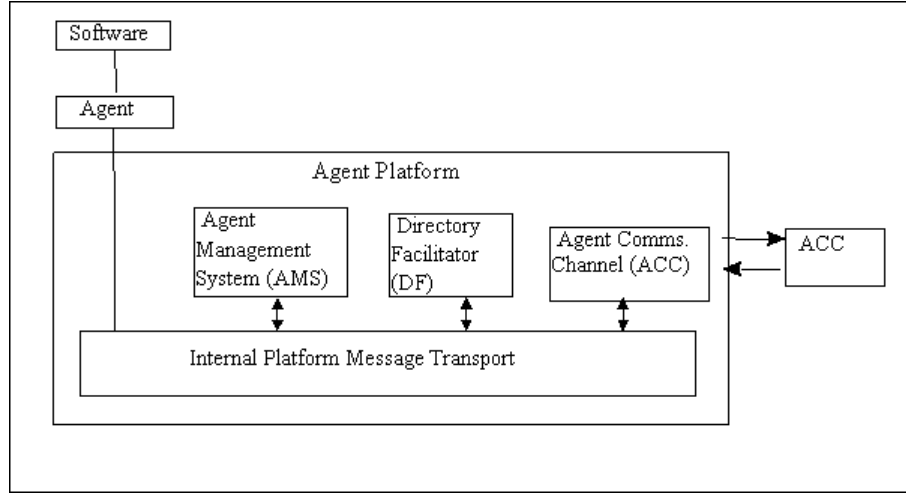 Software
Agent
Agent Platform
Agent
Management
System (AMS)
Directory
Facilitator
(DF)
Agent Comms.
Channel (ACC)
ACC
Internal Platform Message Transport